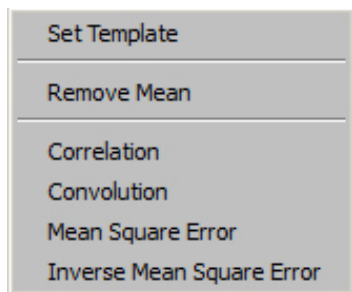 Set Template
Remove Mean
Correlation
Convolution
Mean Square Error
Inverse Mean Square Error